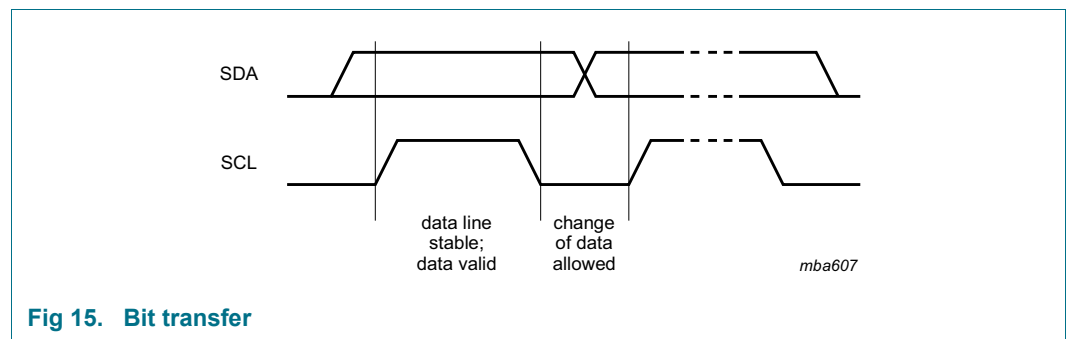 SDA
SCL
data line
stable;
data valid
change
of data
allowed
mba607
Fig 15. Bit transfer